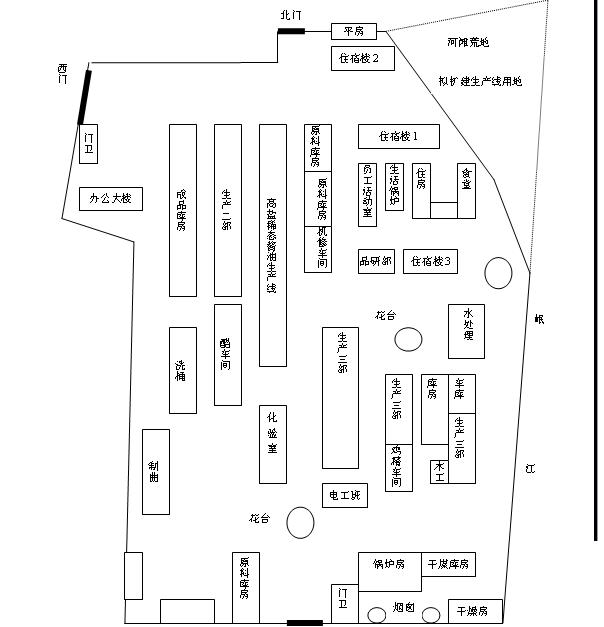 北门
平房
河滩荒地
住宿楼2
西门
拟扩建生产线用地
门卫
原料库房
住宿楼1
员工活动室
生活锅炉
住房
食堂
办公大楼
成品库房
生产二部
高盐稀态酱油生产线
原料库房
机修车间
品研部
住宿楼3
花台
水处理
岷
洗桶
醋车间
生产三部
生产三部
库房
车库
生产三部
化验室
鸡精车间
木工
江
制曲
电工班
花台
原料库房
锅炉房
干煤库房
门卫
烟囱
干燥房